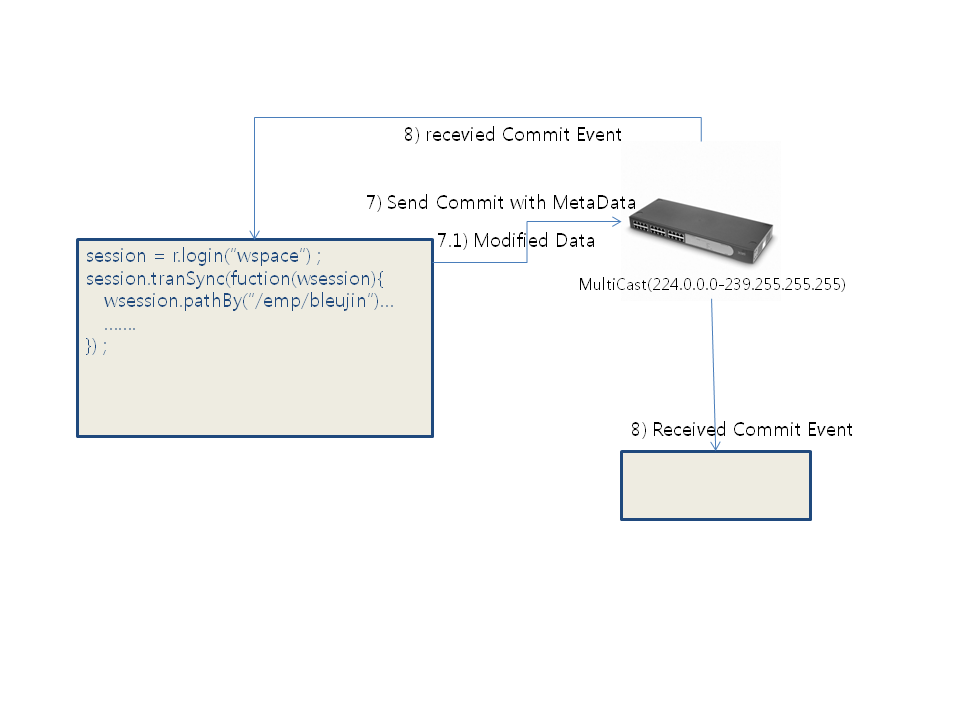 8) recevied Commit Event
7) Send Commit with MetaData
7.1) Modified Data
session = r.login("wspace") ;
session.tranSync(fuction(wsession){
wsession.pathBy("/emp/bleujin")...
.......
}) ;
MultiCast(224.0.0.0-239.255.255.255)
8) Received Commit Event